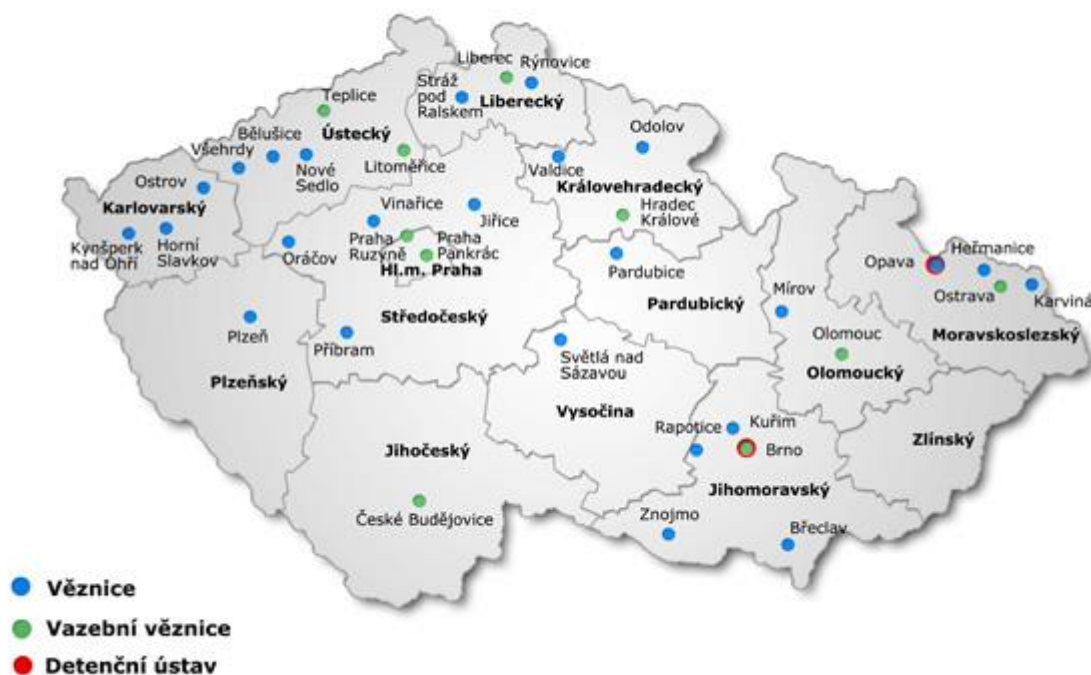 Liberec
Rýnovice
Stráž
pod
Ralskem
Liberecký
Teplice
Ústecký
Bělušice
Všehrdy
Nové
Sedlo
Litoměřice
Odolov
Valdice
Královehradecký
Hradec
Králové
Ostrov
Karlovarský
Kynšperk
nad Ohří
Horní
Slavkov
Vinařice
Jiřice
Oráčov
Praha
Ruzyně
Praha
Pankrác
Hl.m. Praha
Středočeský
Příbram
Plzeň
Plzeňský
Pardubice
Pardubický
Světlá nad
Sázavou
Vysočina
Mírov
Olomouc
Olomoucký
Opava
Heřmanice
Ostrava
Karviná
Moravskoslezský
Zlínský
Rapotice
Kuřim
Brno
Jihomoravský
Znojmo
Břeclav
Jihočeský
České Budějovice
Věznice
Vazební věznice
Detenční ústav